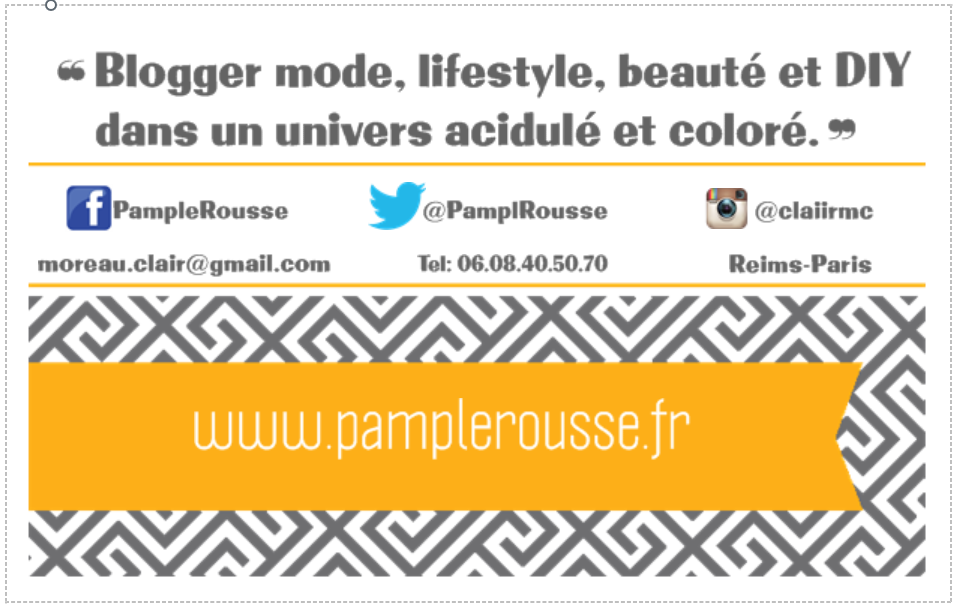 ❝ Blogger mode, lifestyle, beauté et DIY
dans un univers acidulé et coloré. ❞
f PampleRousse @PamplRousse @claiirmc
moreau.clair@gmail.com Tel: 06.08.40.50.70 Reims-Paris
www.pamplerousse.fr